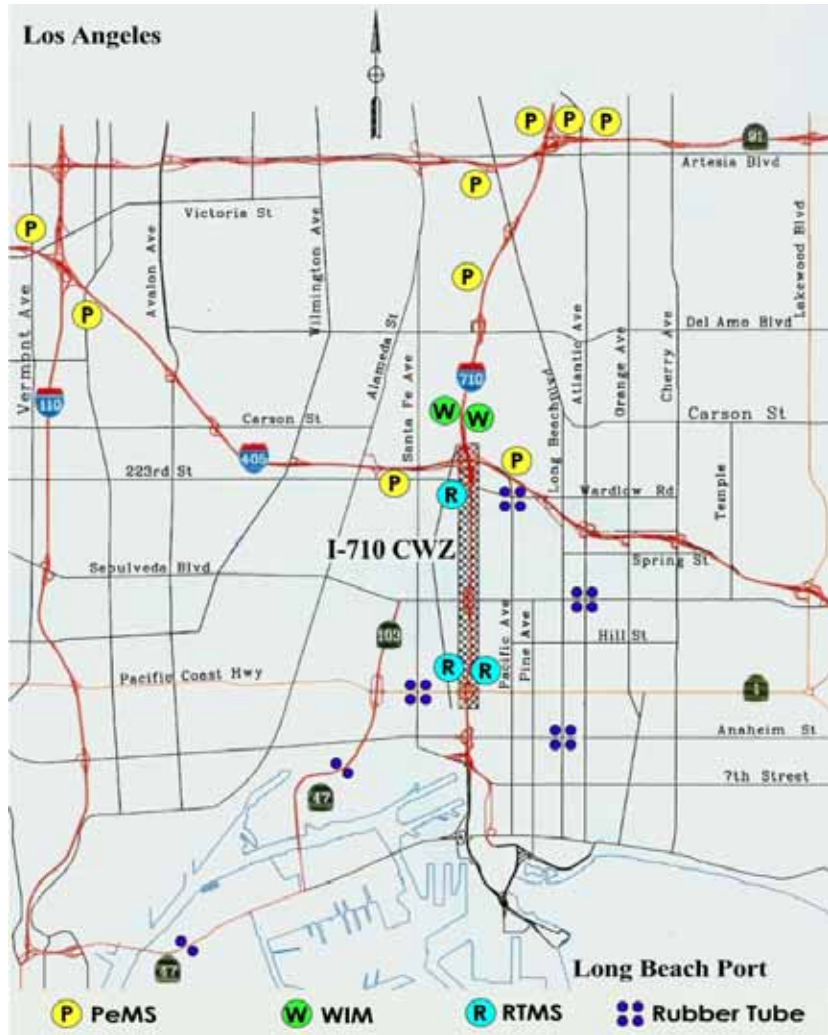 Los Angeles
P P P
91
Artesia Blvd
P
Victoria St
P
Vermont Ave
Avalon Ave
Wilmington Ave
P
P
Lakewood Blvd
Alameda St
Del Amo Blvd
Santa Fe Ave
710
Long Beach Blvd
Atlantic Ave
Orange Ave
Cherry Ave
110
W W
Carson St
Carson St
405
223rd St
P
P
R
Wardlow Rd
Temple
I-710 CWZ
Spring St
Sepulveda Blvd
103
Pacific Ave
Pine Ave
Hill St
Pacific Coast Hwy
R R
1
Anaheim St
7th Street
47
47
Long Beach Port
P PeMS W WIM R RTMS Rubber Tube